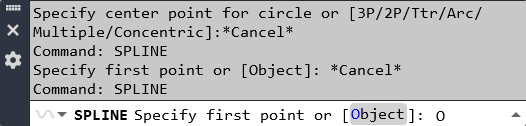 Specify center point for circle or [3P/2P/Ttr/Arc/
Multiple/Concentric]:*Cancel*
Command: SPLINE
Specify first point or [Object]: *Cancel*
Command: SPLINE
SPLINE Specify first point or [Object]: O